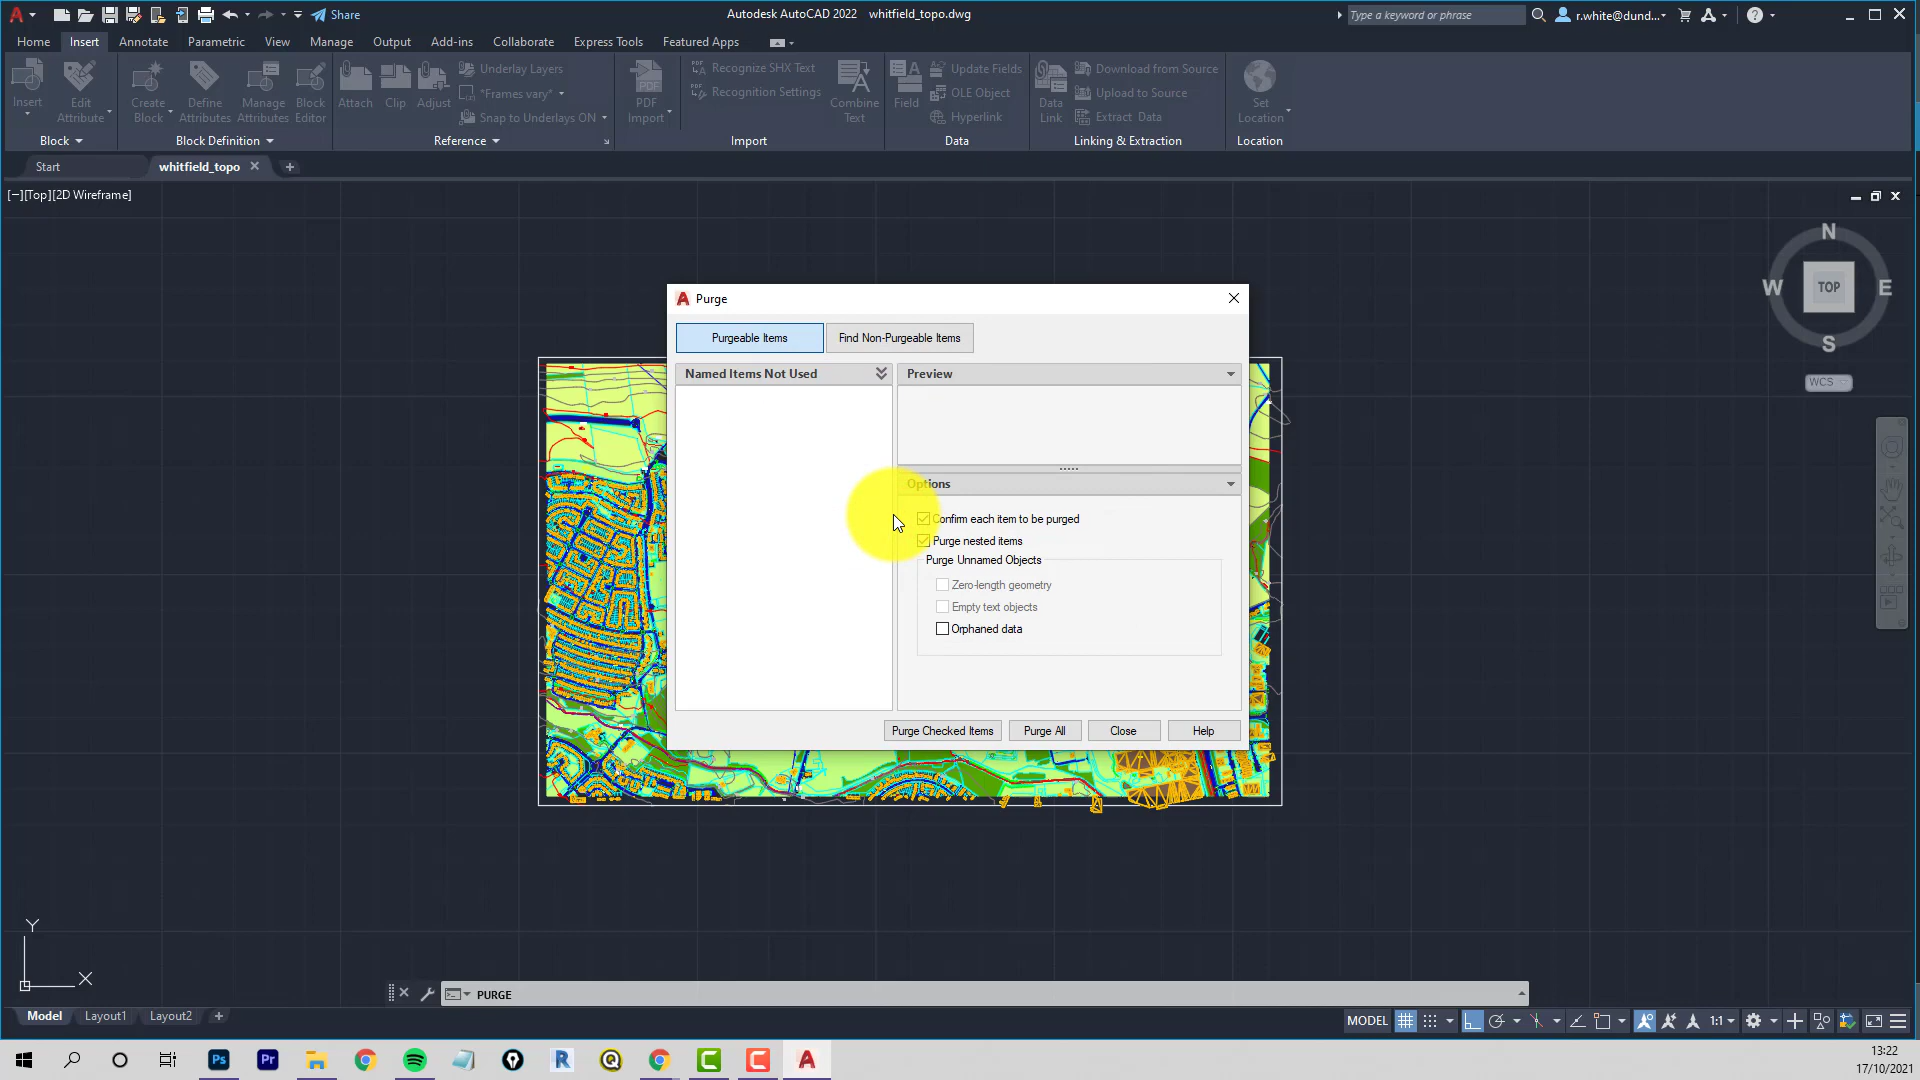 Share
Autodesk AutoCAD 2022 whitfield_topo.dwg
Type a keyword or phrase
r.white@dund...
Home Insert Annotate Parametric View Manage Output Add-ins Collaborate Express Tools Featured Apps
Insert
Edit Attribute
Create Block
Define Attributes
Manage Attributes
Block Editor
Attach
Clip
Adjust
Underlay Layers
*Frames vary*
Snap to Underlays ON
PDF Import
Recognize SHX Text
Recognition Settings
Combine Text
Field
Update Fields
OLE Object
Hyperlink
Data Link
Download from Source
Upload to Source
Extract Data
Set Location
Block Block Definition Reference Import Data Linking & Extraction Location
Start whitfield_topo
[−][Top][2D Wireframe]
N
W TOP E
S
WCS
Purge
Purgeable Items Find Non-Purgeable Items
Named Items Not Used
Preview
Options
Confirm each item to be purged
Purge nested items
Purge Unnamed Objects
Zero-length geometry
Empty text objects
Orphaned data
Purge Checked Items Purge All Close Help
Y
X
PURGE
Model Layout1 Layout2
MODEL 1:1
Ps Pr
13:22
17/10/2021